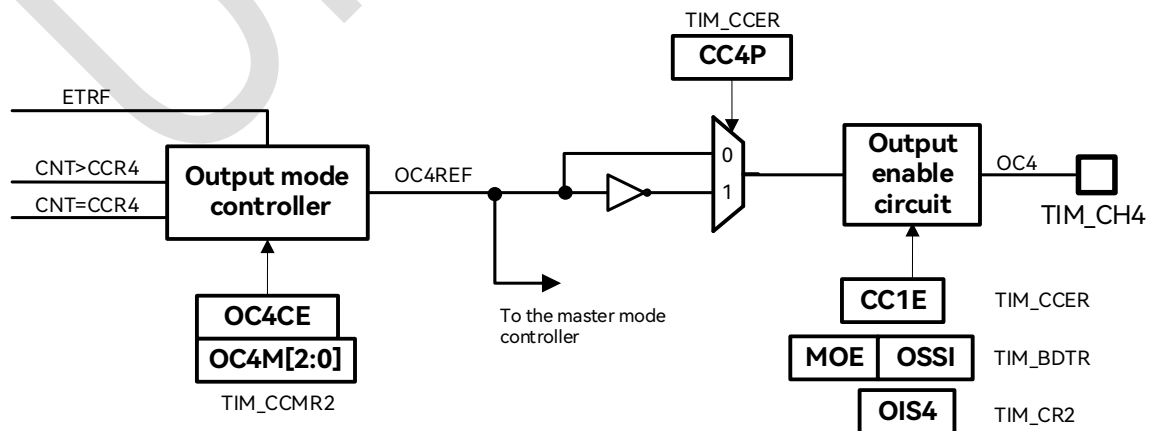 TIM_CCER
CC4P
ETRF
CNT>CCR4
CNT=CCR4
Output mode
controller
OC4REF
0
1
Output
enable
circuit
OC4
TIM_CH4
To the master mode
controller
OC4CE
OC4M[2:0]
TIM_CCMR2
CC1E
TIM_CCER
MOE OSSI
TIM_BDTR
OIS4
TIM_CR2